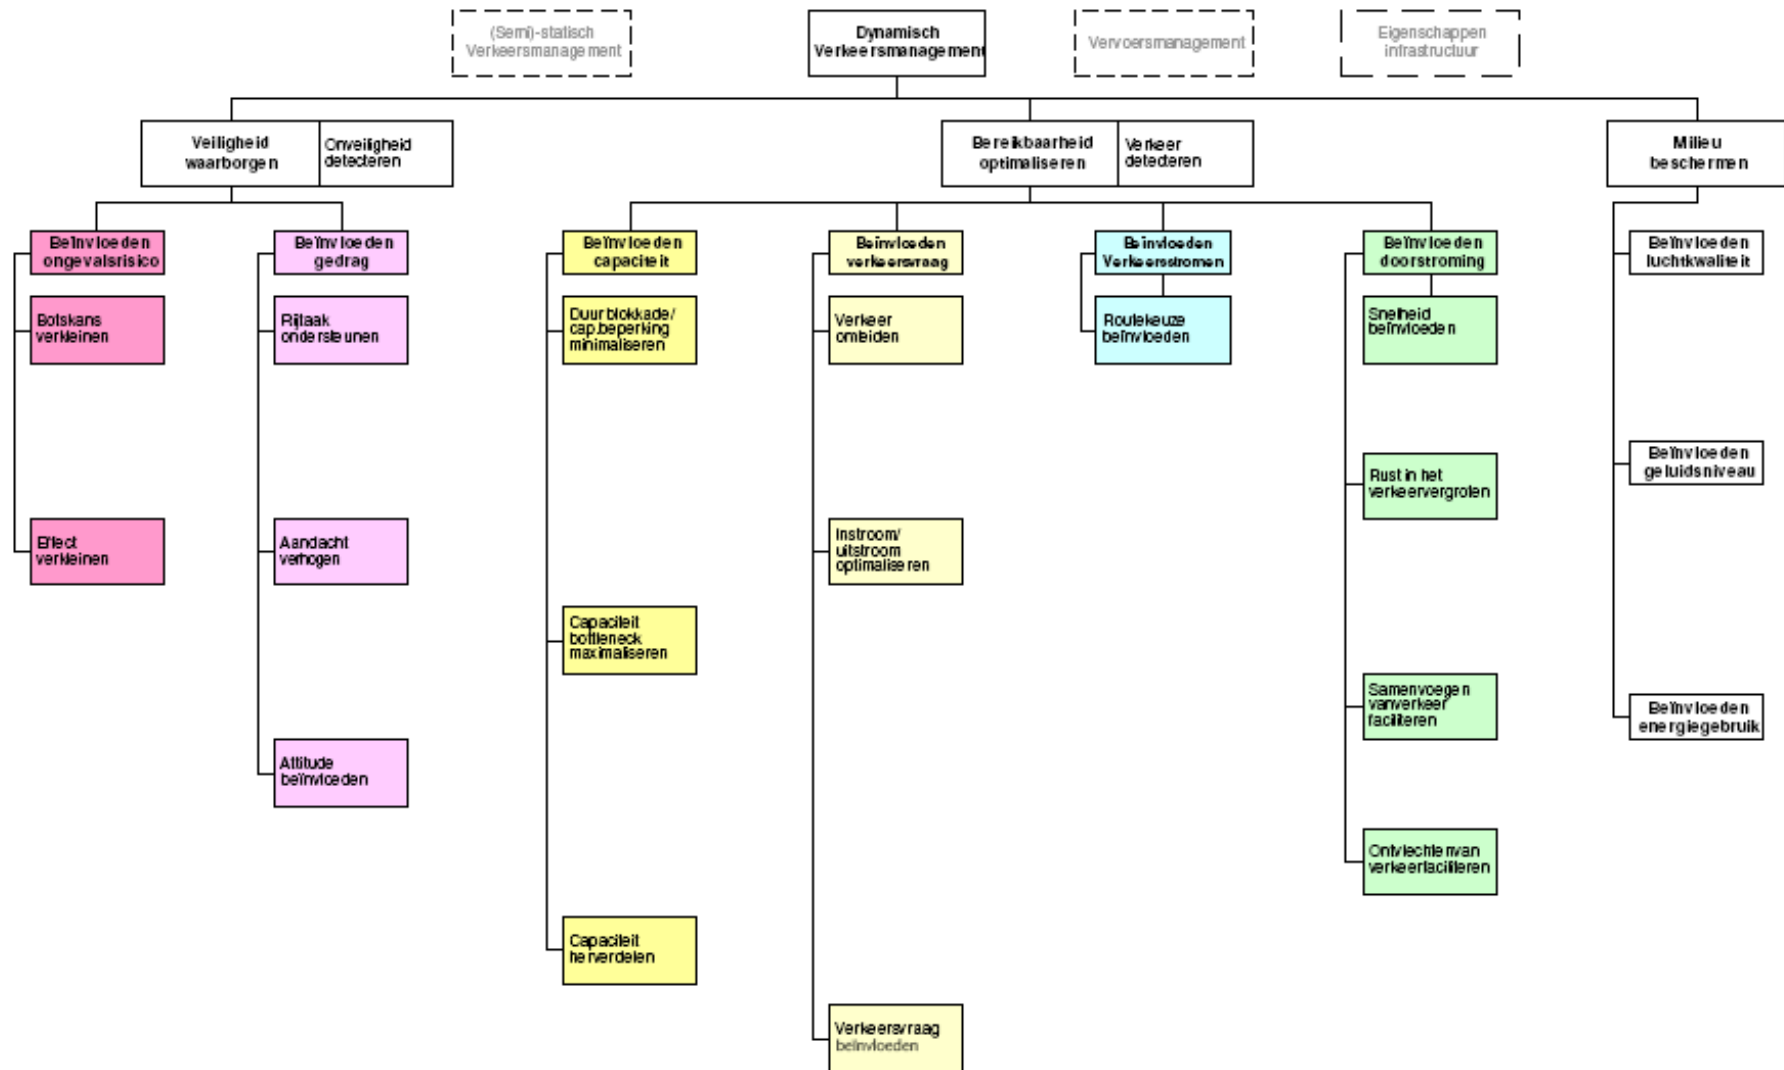 (Semi)-statisch
Verkeersmanagement
Dynamisch
Verkeersmanagement
Vervoersmanagement
Eigenschappen
infrastructuur
Veiligheid
waarborgen
Onveiligheid
detecteren
Bereikbaarheid
optimaliseren
Verkeer
detecteren
Milieu
beschermen
Beïnvloeden
ongevalsrisico
Botskans
verkleinen
Effect
verkleinen
Beïnvloeden
gedrag
Rijtaak
ondersteunen
Aandacht
verhogen
Attitude
beïnvloeden
Beïnvloeden
capaciteit
Duur blokkade/
cap.beperking
minimaliseren
Capaciteit
bottleneck
maximaliseren
Capaciteit
herverdelen
Beinvloeden
verkeersvraag
Verkeer
omleiden
Instroom/
uitstroom
optimaliseren
Verkeersvraag
beïnvloeden
Beinvloeden
Verkeersstromen
Routekeuze
beïnvloeden
Beïnvloeden
doorstroming
Snelheid
beïnvloeden
Rust in het
verkeer vergroten
Samenvoegen
van verkeer
faciliteren
Ontvlechten van
verkeer faciliteren
Beïnvloeden
luchtkwaliteit
Beïnvloeden
geluidsniveau
Beïnvloeden
energiegebruik